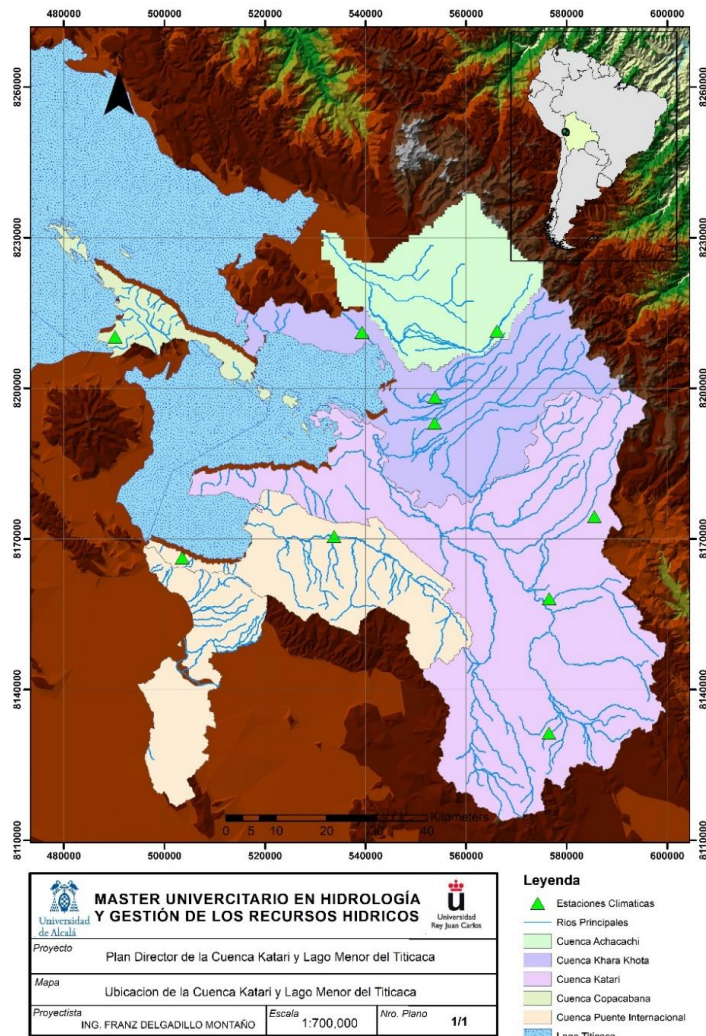 480000 500000 520000 540000 560000 580000 600000
8260000 8260000
8230000 8230000
8200000 8200000
8170000 8170000
8140000 8140000
8110000 8110000
Kilometers
0 5 10 20 30 40
480000 500000 520000 540000 560000 580000 600000
Universidad
de Alcalá
MASTER UNIVERCITARIO EN HIDROLOGÍA
Y GESTIÓN DE LOS RECURSOS HIDRICOS
u
Universidad
Rey Juan Carlos
Proyecto
Plan Director de la Cuenca Katari y Lago Menor del Titicaca
Mapa
Ubicacion de la Cuenca Katari y Lago Menor del Titicaca
Proyectista
ING. FRANZ DELGADILLO MONTAÑO
Escala
1:700,000
Nro. Plano
1/1
Leyenda
Estaciones Climaticas
Rios Principales
Cuenca Achacachi
Cuenca Khara Khota
Cuenca Katari
Cuenca Copacabana
Cuenca Puente Internacional
Lago Titicaca